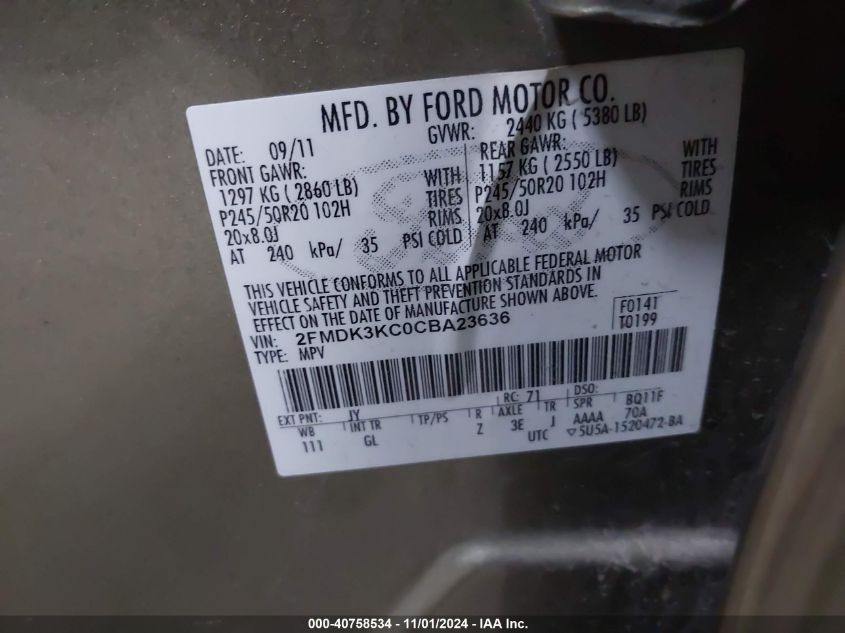 MFD. BY FORD MOTOR CO.
DATE: 09/11
GVWR: 2440 KG ( 5380 LB)
FRONT GAWR:
1297 KG ( 2860 LB)
WITH
P245/50R20 102H
TIRES
20x8.0J
RIMS
AT 240 kPa/ 35 PSI COLD
REAR GAWR:
1157 KG ( 2550 LB)
WITH
P245/50R20 102H
TIRES
20x8.0J
RIMS
AT 240 kPa/ 35 PSI COLD
THIS VEHICLE CONFORMS TO ALL APPLICABLE FEDERAL MOTOR
VEHICLE SAFETY AND THEFT PREVENTION STANDARDS IN
EFFECT ON THE DATE OF MANUFACTURE SHOWN ABOVE.
VIN: 2FMDK3KC0CBA23636
F0141
TYPE: MPV
T0199
EXT PNT: JY
RC: 71
DSO:
WB
INT TR
TP/PS
R
AXLE
TR
SPR
BQ11F
111
GL
Z
3E
J
AAAA
70A
UTC
▽5U5A-1520472-BA
000-40758534 - 11/01/2024 - IAA Inc.